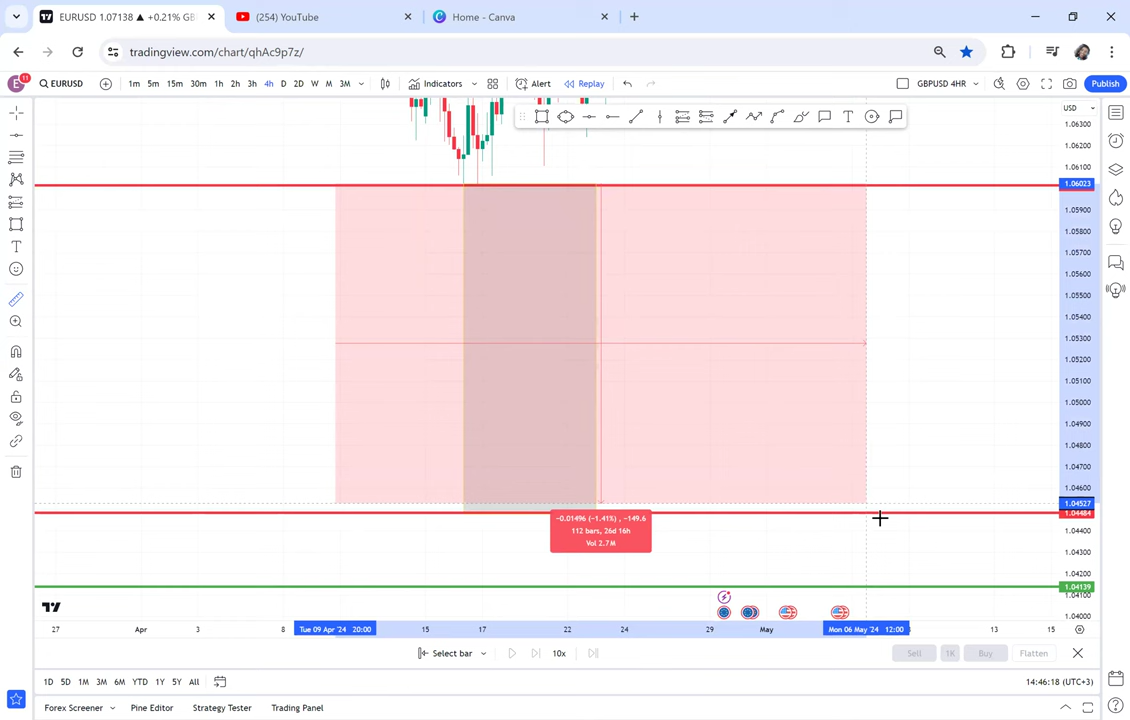 EURUSD 1.07138 ▲ +0.21% GB
(254) YouTube
Home - Canva
tradingview.com/chart/qhAc9p7z/
E
11
EURUSD
1m 5m 15m 30m 1h 2h 3h 4h D 2D W M 3M
Indicators
Alert
Replay
GBPUSD 4HR
Publish
USD
1.06300
1.06200
1.06100
1.06023
1.05900
1.05800
1.05700
1.05600
1.05500
1.05400
1.05300
1.05200
1.05100
1.05000
1.04900
1.04800
1.04700
1.04600
1.04527
1.04484
1.04400
1.04300
1.04200
1.04139
1.04100
1.04000
−0.01496 (−1.41%) , −149.6
112 bars, 26d 16h
Vol 2.7M
27 Apr 3 8 Tue 09 Apr '24 20:00 15 17 22 24 29 May Mon 06 May '24 12:00 13 15
Select bar
10x
Sell 1K Buy Flatten
1D 5D 1M 3M 6M YTD 1Y 5Y All
14:46:18 (UTC+3)
Forex Screener Pine Editor Strategy Tester Trading Panel